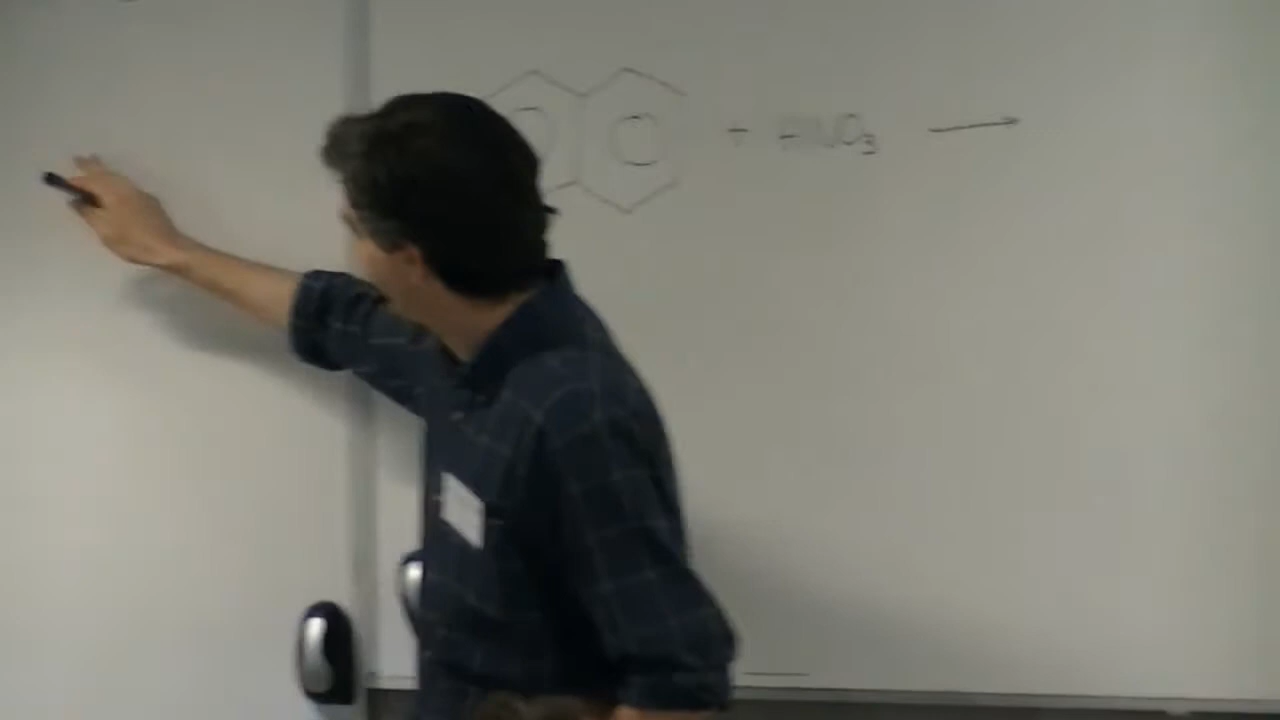 + HNO₃ →